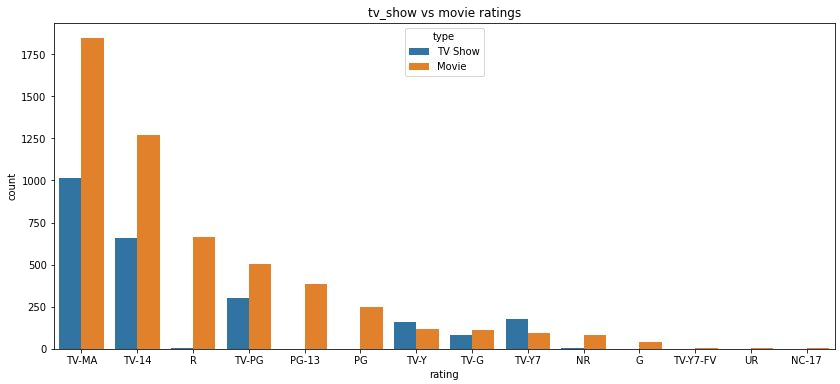 tv_show vs movie ratings
type
TV Show
Movie
count
1750
1500
1250
1000
750
500
250
0
TV-MA TV-14 R TV-PG PG-13 PG TV-Y TV-G TV-Y7 NR G TV-Y7-FV UR NC-17
rating